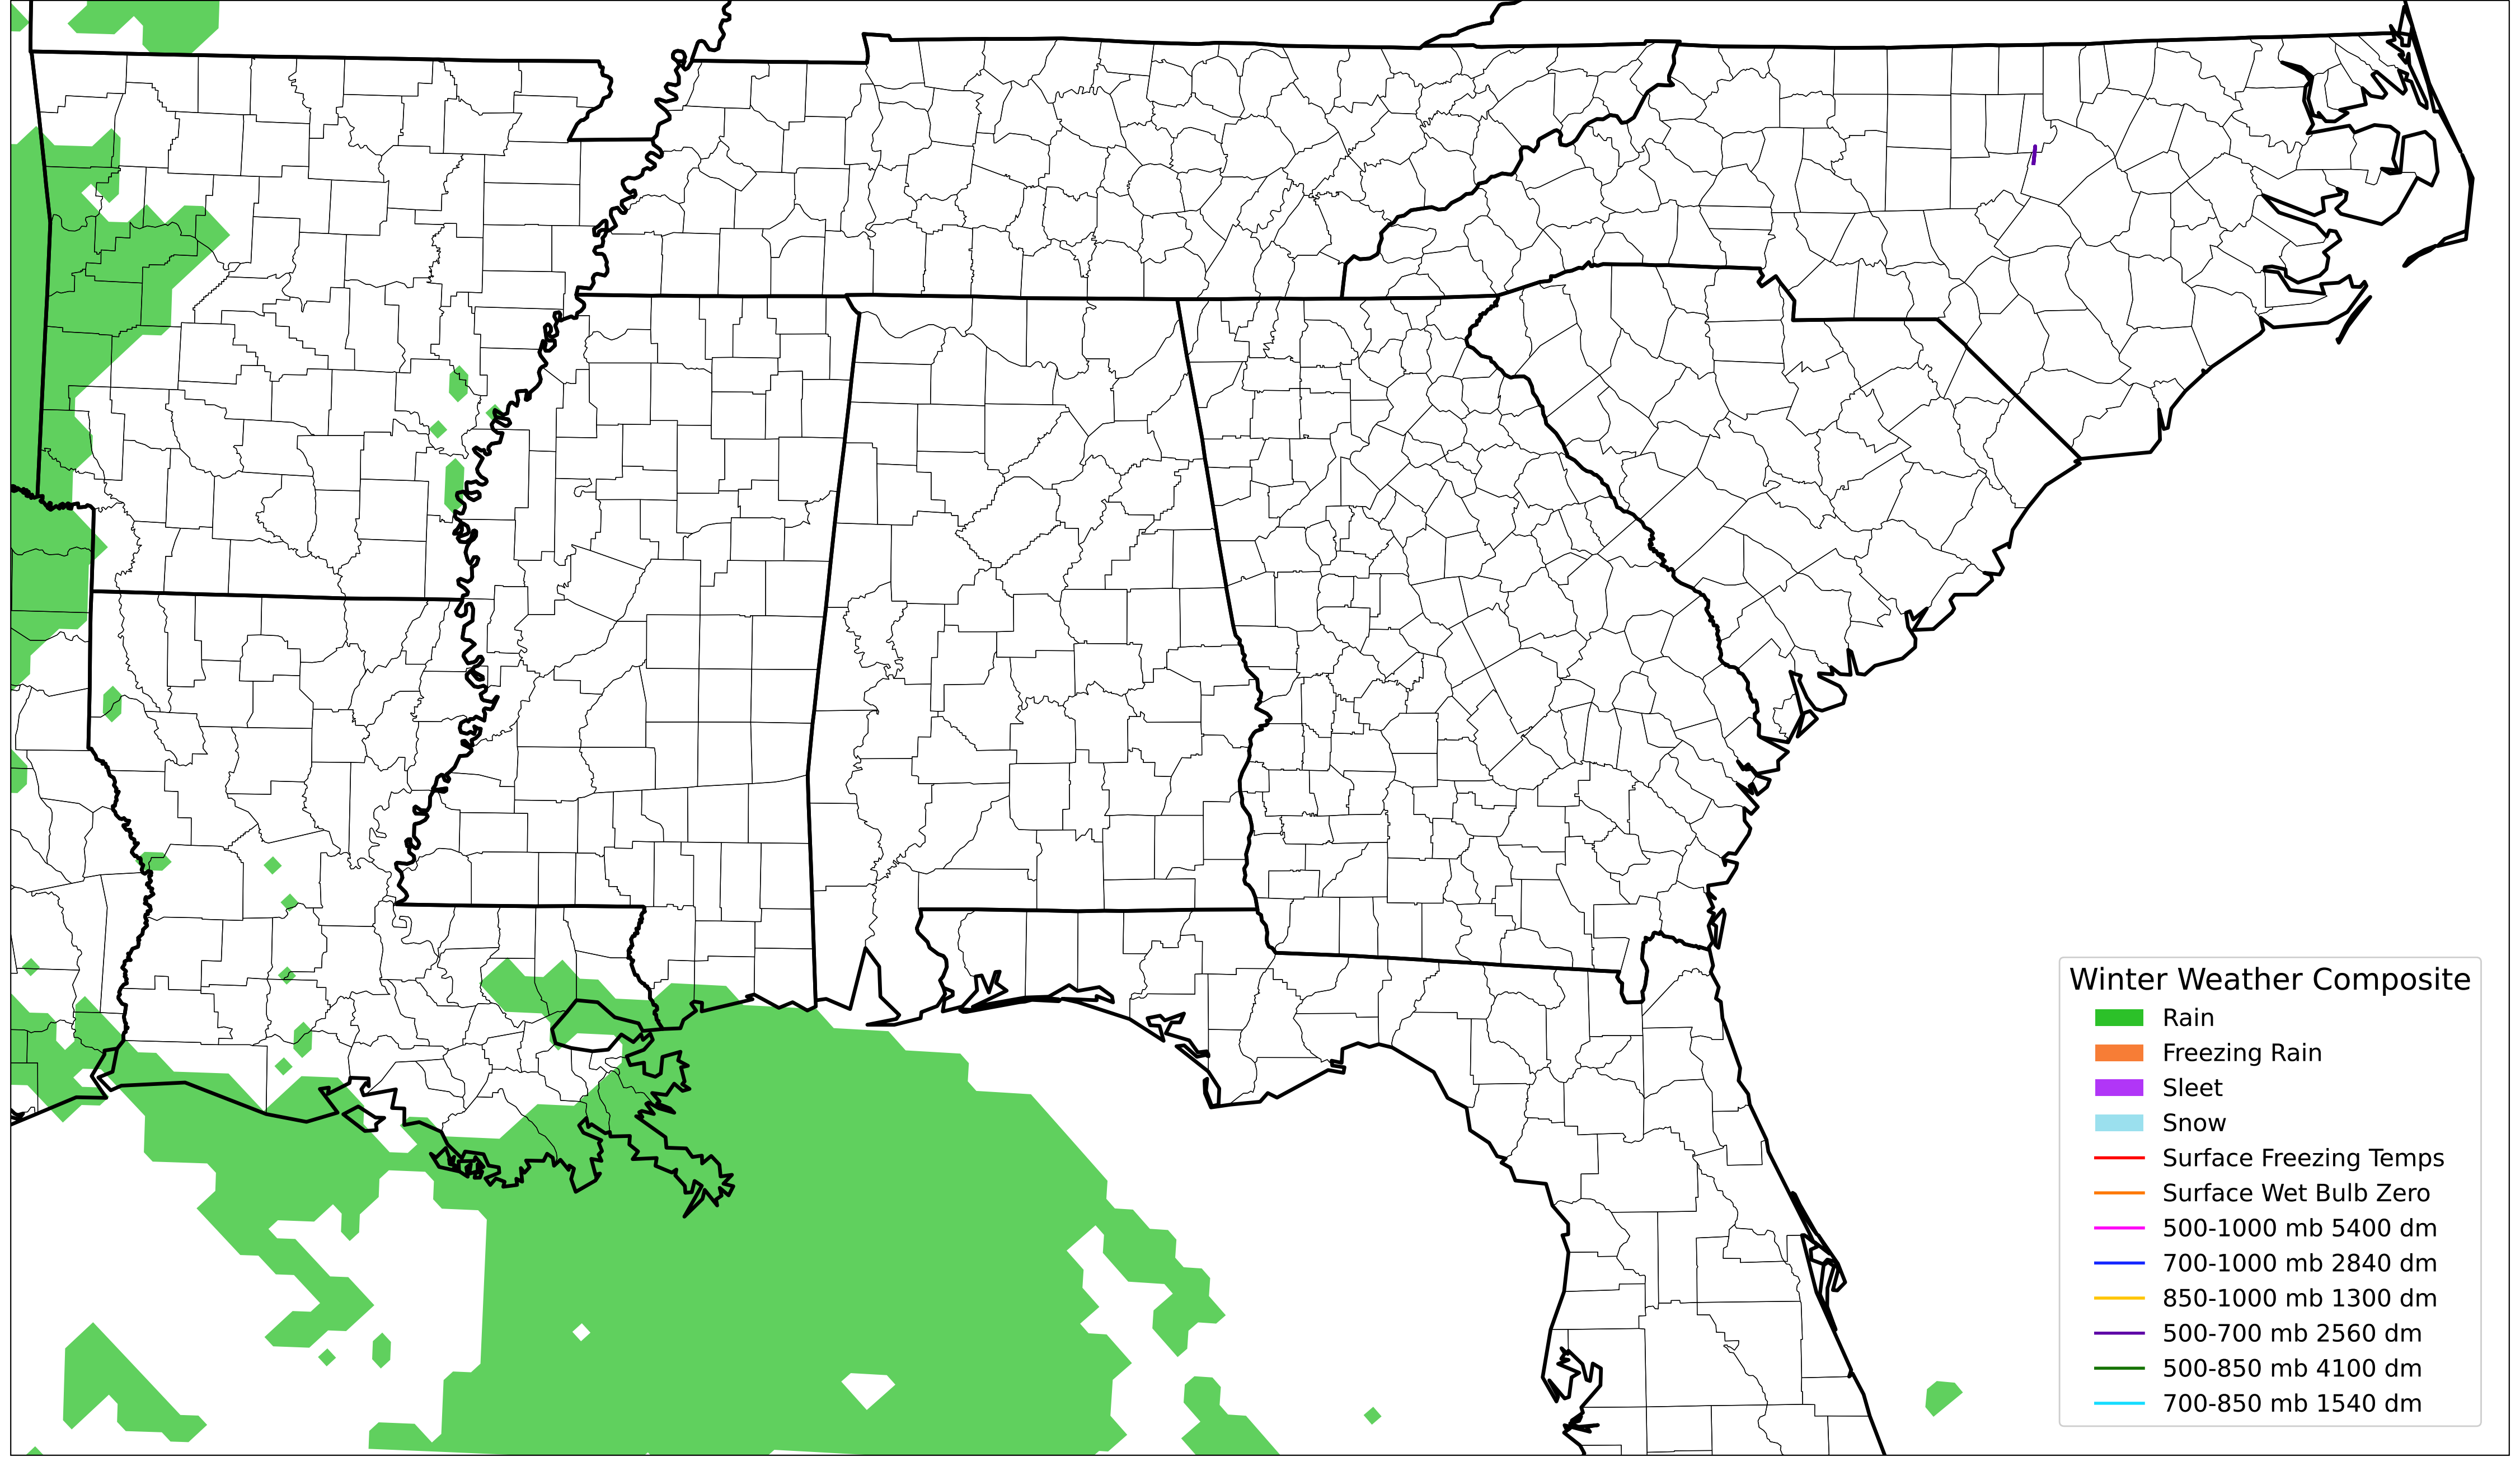 Winter Weather Composite
Rain
Freezing Rain
Sleet
Snow
Surface Freezing Temps
Surface Wet Bulb Zero
500-1000 mb 5400 dm
700-1000 mb 2840 dm
850-1000 mb 1300 dm
500-700 mb 2560 dm
500-850 mb 4100 dm
700-850 mb 1540 dm